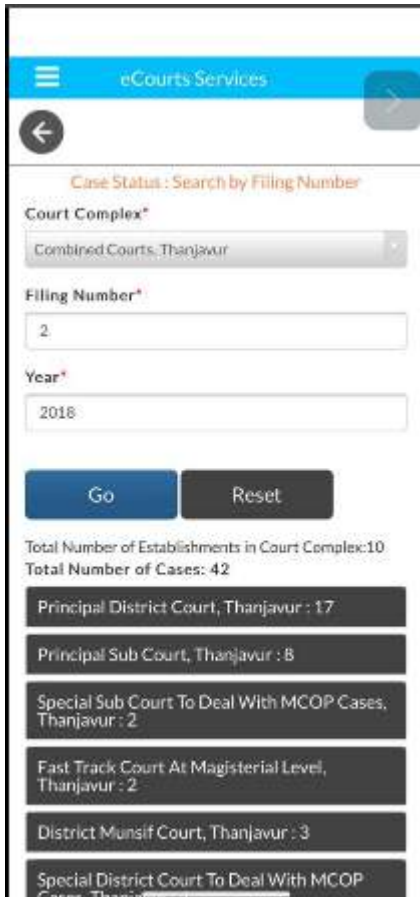 eCourts Services
Case Status : Search by Filing Number
Court Complex*
Combined Courts, Thanjavur
Filing Number*
2
Year*
2018
Go
Reset
Total Number of Establishments in Court Complex:10
Total Number of Cases: 42
Principal District Court, Thanjavur : 17
Principal Sub Court, Thanjavur : 8
Special Sub Court To Deal With MCOP Cases,
Thanjavur : 2
Fast Track Court At Magisterial Level,
Thanjavur : 2
District Munsif Court, Thanjavur : 3
Special District Court To Deal With MCOP